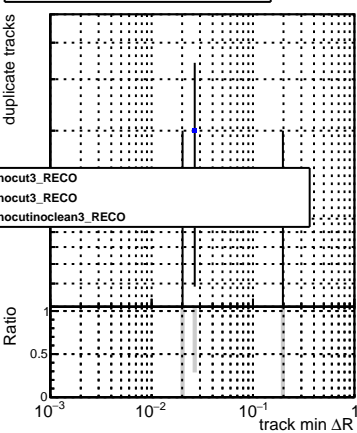 duplicate tracks
nocut3_RECO
nocut3_RECO
nocutinoclean3_RECO
Ratio
1
0.5
0
10⁻³ 10⁻² 10⁻¹ 1
track min ΔR